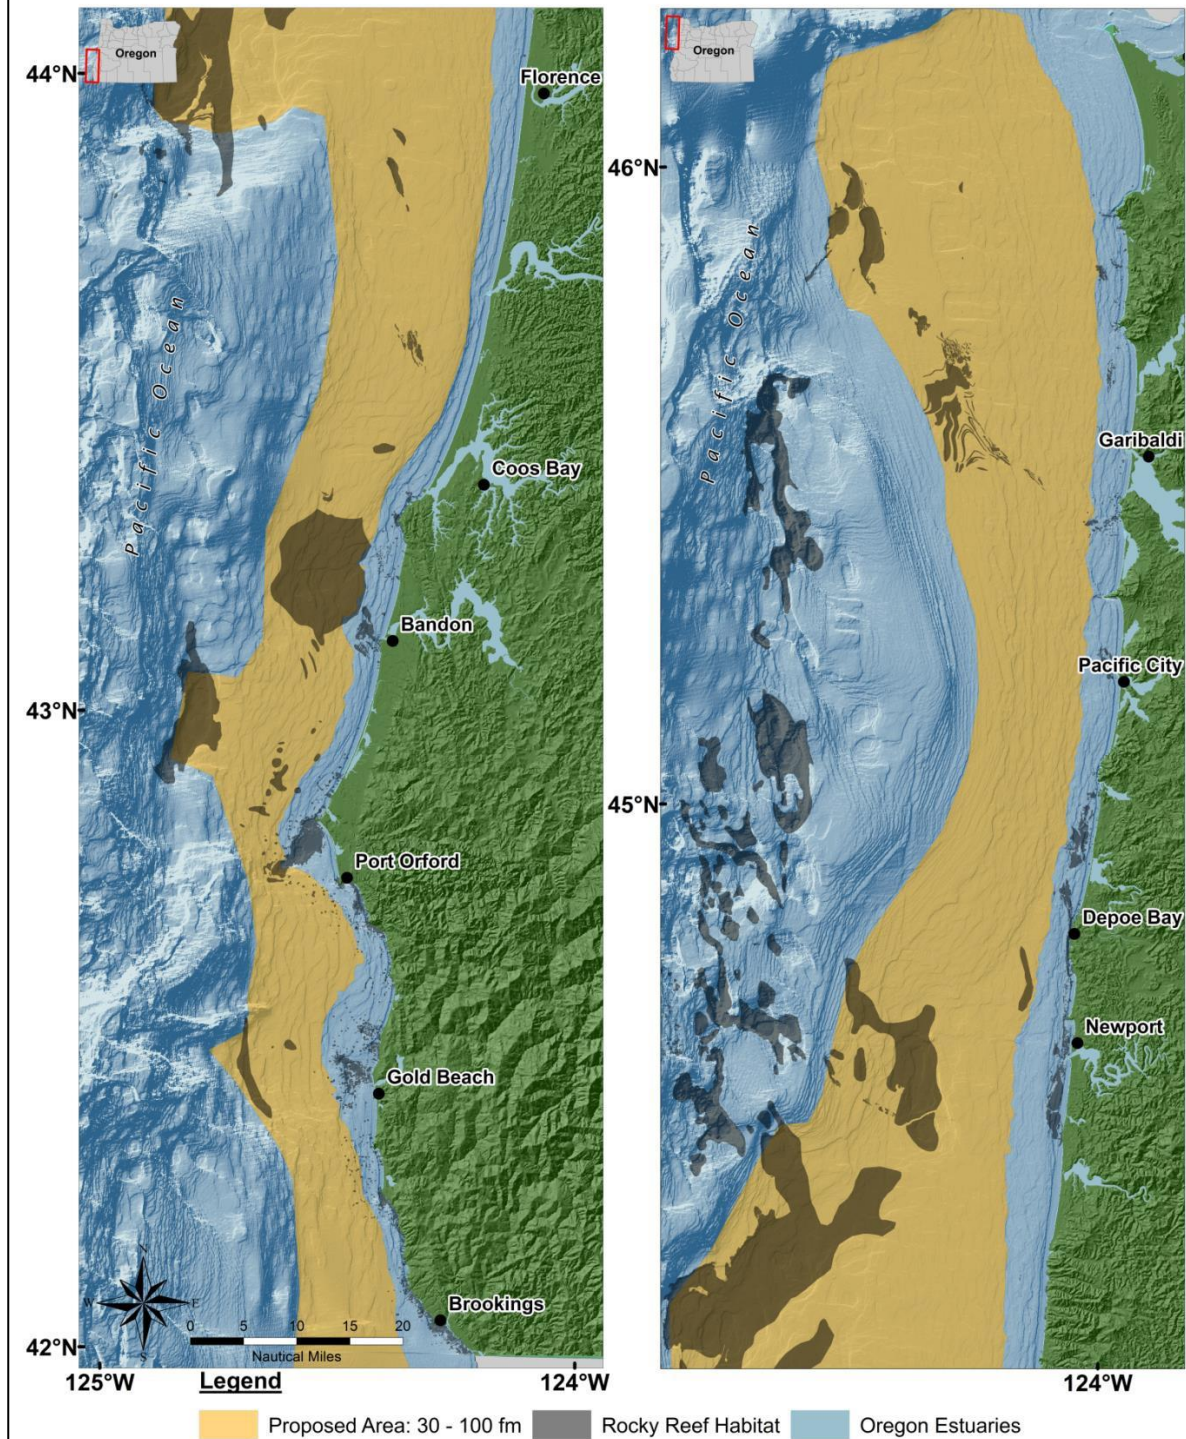 Oregon
44°N
Florence
Pacific Ocean
Coos Bay
Bandon
43°N
Port Orford
Gold Beach
N
W E
S
Brookings
0 5 10 15 20
Nautical Miles
42°N
125°W
124°W
Oregon
46°N
Pacific Ocean
Garibaldi
Pacific City
45°N
Depoe Bay
Newport
124°W
Legend
Proposed Area: 30 - 100 fm
Rocky Reef Habitat
Oregon Estuaries